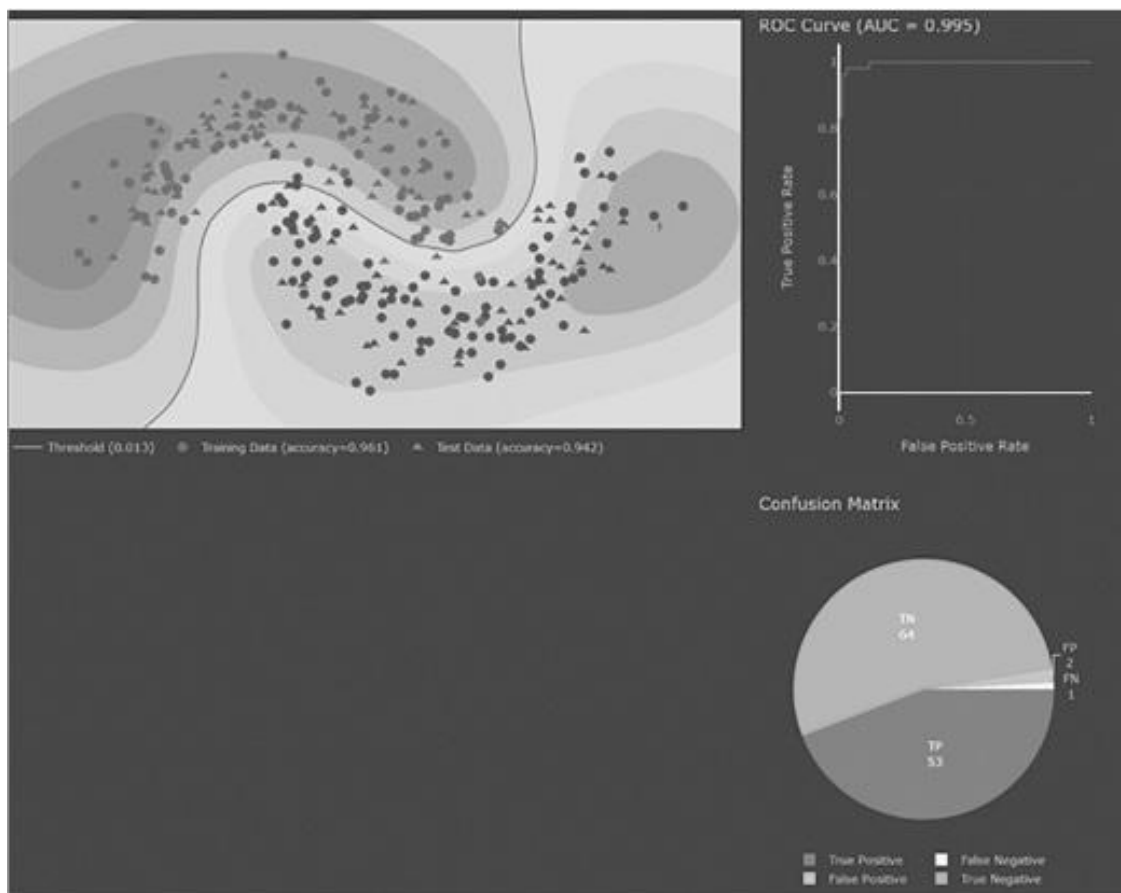 ROC Curve (AUC = 0.995)
1
0.8
0.6
0.4
0.2
0
True Positive Rate
0
0.5
1
False Positive Rate
Threshold (0.013)
Training Data (accuracy=0.961)
Test Data (accuracy=0.942)
Confusion Matrix
TN
64
FP
2
FN
1
TP
53
True Positive
False Negative
False Positive
True Negative